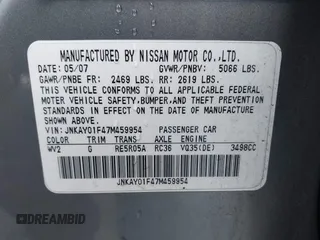 MANUFACTURED BY NISSAN MOTOR CO.,LTD.
DATE: 05/07 GVWR/PNBV: 5066 LBS.
GAWR/PNBE FR: 2469 LBS. RR: 2619 LBS.
THIS VEHICLE CONFORMS TO ALL APPLICABLE FEDERAL
MOTOR VEHICLE SAFETY, BUMPER, AND THEFT PREVENTION
STANDARDS IN EFFECT ON THE DATE OF MANUFACTURE
SHOWN ABOVE.
VIN: JNKAY01F47M459954 PASSENGER CAR
COLOR TRIM TRANS AXLE ENGINE
WV2 G RE5R05A RC36 VQ35(DE) 3498CC
JNKAY01F47M459954
DREAMBID